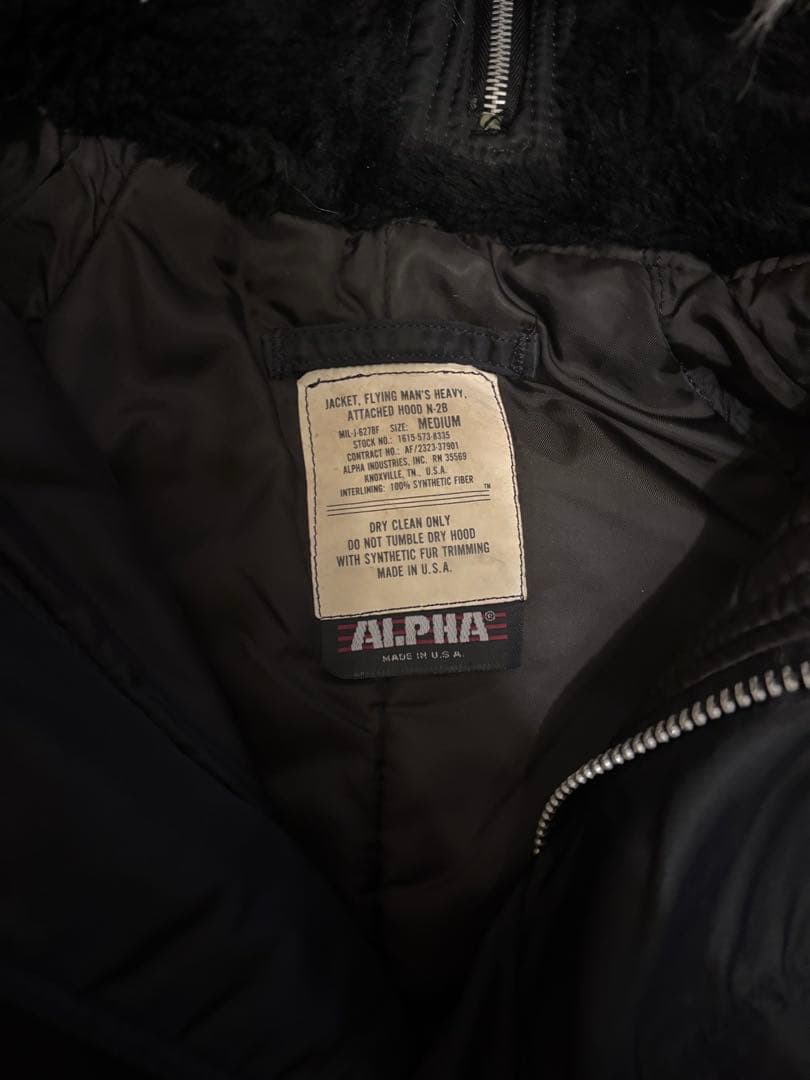 JACKET, FLYING MAN'S HEAVY,
ATTACHED HOOD N-2B
MIL-J-6278F SIZE: MEDIUM
STOCK NO.: 1615-573-8335
CONTRACT NO.: AF/2323-37901
ALPHA INDUSTRIES, INC. RN 35569
KNOXVILLE, TN., U.S.A.
INTERLINING: 100% SYNTHETIC FIBER
TM
DRY CLEAN ONLY
DO NOT TUMBLE DRY HOOD
WITH SYNTHETIC FUR TRIMMING
MADE IN U.S.A.
ALPHA®
MADE IN U.S.A.